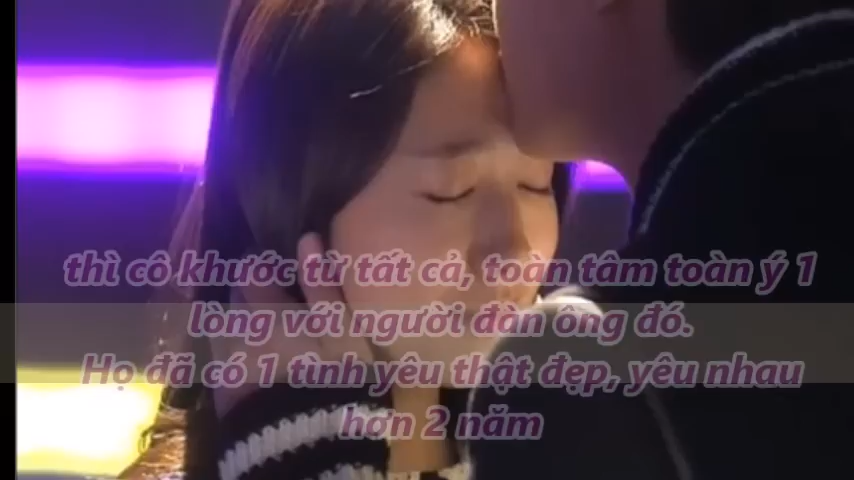 thì cô khước từ tất cả, toàn tâm toàn ý 1
lòng với người đàn ông đó.
Họ đã có 1 tình yêu thật đẹp, yêu nhau
hơn 2 năm